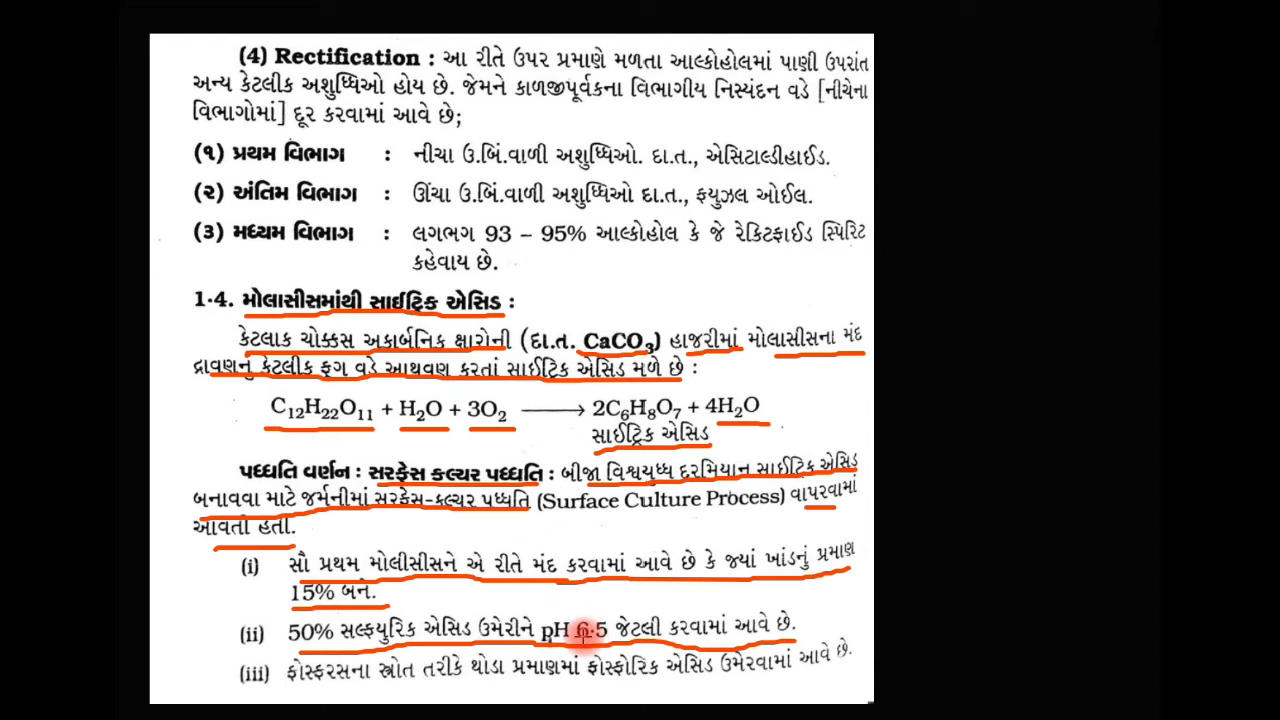 (4) Rectification : આ રીતે ઉપર પ્રમાણે મળતા આલ્કોહોલમાં પાણી ઉપરાંત
અન્ય કેટલીક અશુધ્ધિઓ હોય છે. જેમને કાળજીપૂર્વકના વિભાગીય નિસ્યંદન વડે [નીચેના
વિભાગોમાં] દૂર કરવામાં આવે છે;
(૧) પ્રથમ વિભાગ : નીચા ઉ.બિં.વાળી અશુધ્ધિઓ. દા.ત., એસિટાલ્ડીહાઈડ.
(૨) અંતિમ વિભાગ : ઊંચા ઉ.બિં.વાળી અશુધ્ધિઓ દા.ત., ફયુઝલ ઓઈલ.
(૩) મધ્યમ વિભાગ : લગભગ 93 – 95% આલ્કોહોલ કે જે રેકિટફાઈડ સ્પિરિટ
કહેવાય છે.
1·4. મોલાસીસમાંથી સાઈટ્રિક એસિડ :
કેટલાક ચોક્કસ અકાર્બનિક ક્ષારોની (દા.ત. CaCO₃) હાજરીમાં મોલાસીસના મંદ
દ્રાવણનું કેટલીક ફૂગ વડે આથવણ કરતાં સાઈટ્રિક એસિડ મળે છે :
C₁₂H₂₂O₁₁ + H₂O + 3O₂ ⟶ 2C₆H₈O₇ + 4H₂O
સાઈટ્રિક એસિડ
પધ્ધતિ વર્ણન : સરફેસ કલ્ચર પધ્ધતિ : બીજા વિશ્વયુધ્ધ દરમિયાન સાઈટ્રિક એસિડ
બનાવવા માટે જર્મનીમાં સરફેસ-કલ્ચર પધ્ધતિ (Surface Culture Process) વાપરવામાં
આવતી હતી.
(i) સૌ પ્રથમ મોલીસીસને એ રીતે મંદ કરવામાં આવે છે કે જ્યાં ખાંડનું પ્રમાણ
15% બને.
(ii) 50% સલ્ફયુરિક એસિડ ઉમેરીને pH 6·5 જેટલી કરવામાં આવે છે.
(iii) ફોસ્ફરસના સ્ત્રોત તરીકે થોડા પ્રમાણમાં ફોસ્ફોરિક એસિડ ઉમેરવામાં આવે છે.